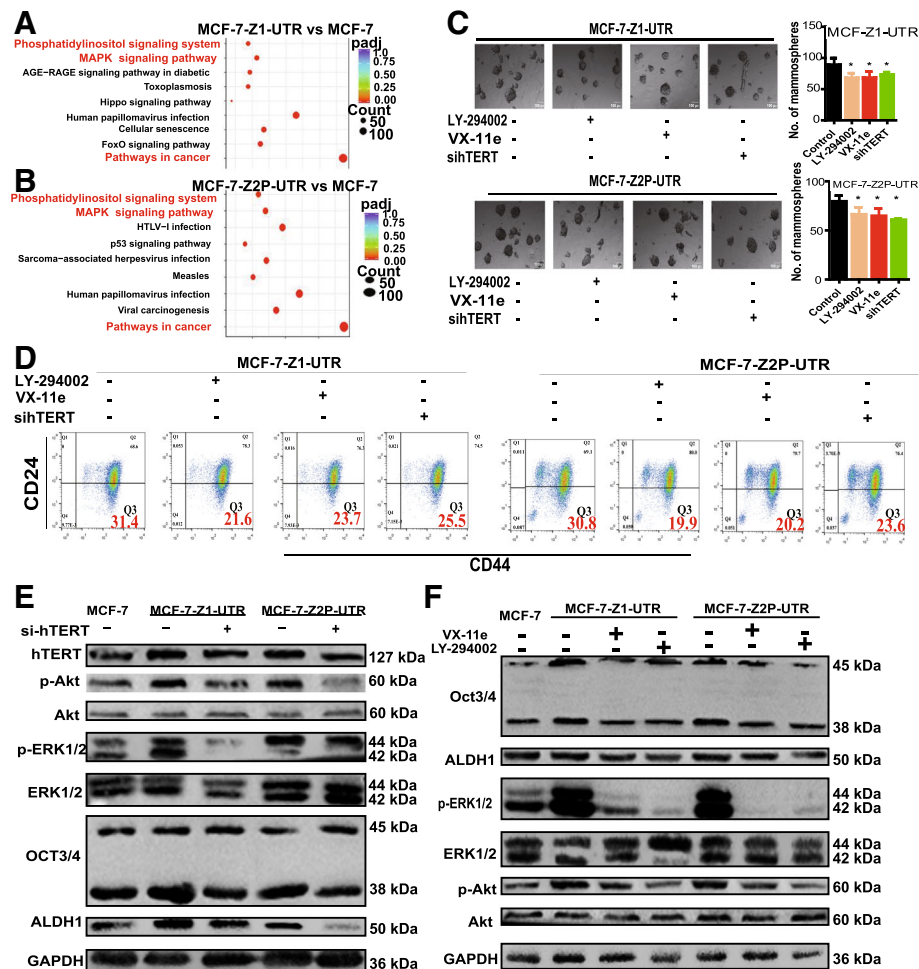 A
MCF-7-Z1-UTR vs MCF-7
Phosphatidylinositol signaling system
MAPK signaling pathway
AGE−RAGE signaling pathway in diabetic
Toxoplasmosis
Hippo signaling pathway
Human papillomavirus infection
Cellular senescence
FoxO signaling pathway
Pathways in cancer
padj
1.0
0.75
0.50
0.25
0.00
Count
50
100
B
MCF-7-Z2P-UTR vs MCF-7
Phosphatidylinositol signaling system
MAPK signaling pathway
HTLV−I infection
p53 signaling pathway
Sarcoma−associated herpesvirus infection
Measles
Human papillomavirus infection
Viral carcinogenesis
Pathways in cancer
padj
1.0
0.75
0.50
0.25
0.00
Count
50
100
C
MCF-7-Z1-UTR
LY-294002 - + - -
VX-11e - - + -
sihTERT - - - +
MCF-Z1-UTR
No. of mammospheres
150
100
50
0
* * *
Control
LY-294002
VX-11e
sihTERT
MCF-7-Z2P-UTR
LY-294002 - + - -
VX-11e - - + -
sihTERT - - - +
MCF-7-Z2P-UTR
No. of mammospheres
100
50
0
* * *
Control
LY-294002
VX-11e
sihTERT
D
MCF-7-Z1-UTR
MCF-7-Z2P-UTR
LY-294002 - + - - - + - -
VX-11e - - + - - - + -
sihTERT - - - + - - - +
CD24
Q3 31.4
Q3 21.6
Q3 23.7
Q3 25.5
Q3 30.8
Q3 19.9
Q3 20.2
Q3 23.6
CD44
E
MCF-7 MCF-7-Z1-UTR MCF-7-Z2P-UTR
si-hTERT − − + − +
hTERT 127 kDa
p-Akt 60 kDa
Akt 60 kDa
p-ERK1/2 44 kDa
42 kDa
ERK1/2 44 kDa
42 kDa
45 kDa
OCT3/4
38 kDa
ALDH1 50 kDa
GAPDH 36 kDa
F
MCF-7 MCF-7-Z1-UTR MCF-7-Z2P-UTR
VX-11e - - + - - + -
LY-294002 - - - + - - +
45 kDa
Oct3/4
38 kDa
ALDH1 50 kDa
p-ERK1/2 44 kDa
42 kDa
ERK1/2 44 kDa
42 kDa
p-Akt 60 kDa
Akt 60 kDa
GAPDH 36 kDa